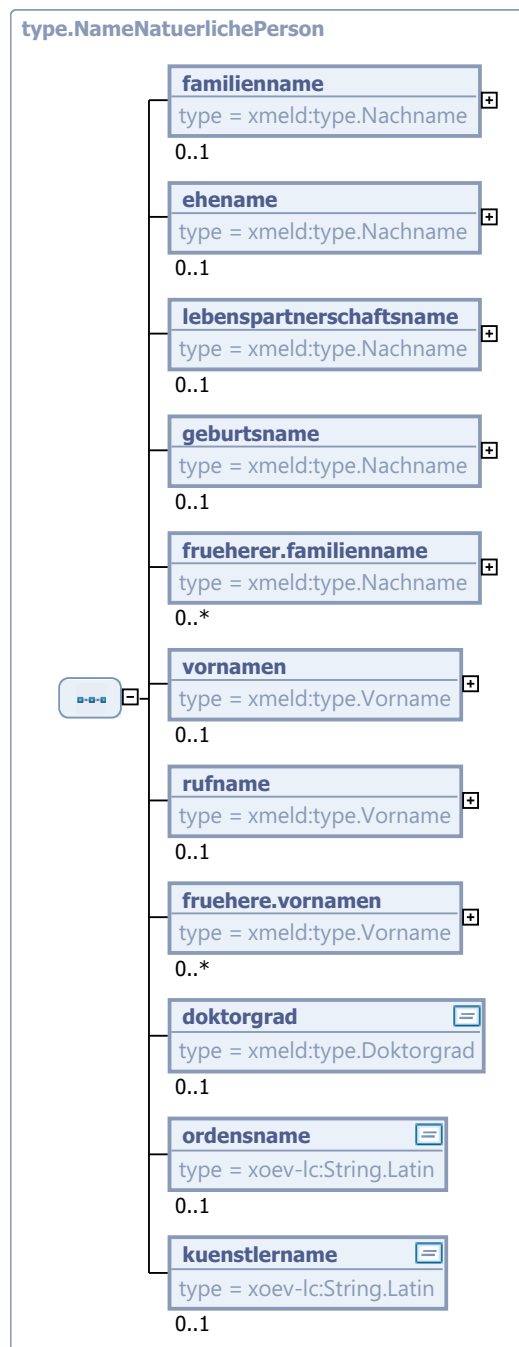 type.NameNatuerlichePerson
familienname
type = xmeld:type.Nachname
0..1
ehename
type = xmeld:type.Nachname
0..1
lebenspartnerschaftsname
type = xmeld:type.Nachname
0..1
geburtsname
type = xmeld:type.Nachname
0..1
frueherer.familienname
type = xmeld:type.Nachname
0..*
vornamen
type = xmeld:type.Vorname
0..1
rufname
type = xmeld:type.Vorname
0..1
fruehere.vornamen
type = xmeld:type.Vorname
0..*
doktorgrad
type = xmeld:type.Doktorgrad
0..1
ordensname
type = xoev-lc:String.Latin
0..1
kuenstlername
type = xoev-lc:String.Latin
0..1